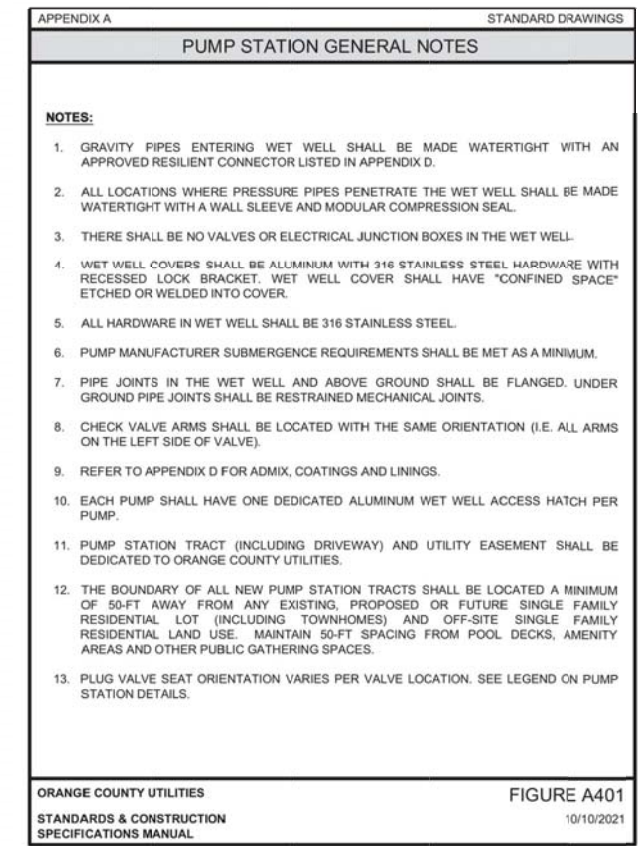 APPENDIX A STANDARD DRAWINGS
PUMP STATION GENERAL NOTES
NOTES:
1. GRAVITY PIPES ENTERING WET WELL SHALL BE MADE WATERTIGHT WITH AN
APPROVED RESILIENT CONNECTOR LISTED IN APPENDIX D.
2. ALL LOCATIONS WHERE PRESSURE PIPES PENETRATE THE WET WELL SHALL BE MADE
WATERTIGHT WITH A WALL SLEEVE AND MODULAR COMPRESSION SEAL.
3. THERE SHALL BE NO VALVES OR ELECTRICAL JUNCTION BOXES IN THE WET WELL.
4. WET WELL COVERS SHALL BE ALUMINUM WITH 316 STAINLESS STEEL HARDWARE WITH
RECESSED LOCK BRACKET. WET WELL COVER SHALL HAVE "CONFINED SPACE"
ETCHED OR WELDED INTO COVER.
5. ALL HARDWARE IN WET WELL SHALL BE 316 STAINLESS STEEL.
6. PUMP MANUFACTURER SUBMERGENCE REQUIREMENTS SHALL BE MET AS A MINIMUM.
7. PIPE JOINTS IN THE WET WELL AND ABOVE GROUND SHALL BE FLANGED. UNDER
GROUND PIPE JOINTS SHALL BE RESTRAINED MECHANICAL JOINTS.
8. CHECK VALVE ARMS SHALL BE LOCATED WITH THE SAME ORIENTATION (I.E. ALL ARMS
ON THE LEFT SIDE OF VALVE).
9. REFER TO APPENDIX D FOR ADMIX, COATINGS AND LININGS.
10. EACH PUMP SHALL HAVE ONE DEDICATED ALUMINUM WET WELL ACCESS HATCH PER
PUMP.
11. PUMP STATION TRACT (INCLUDING DRIVEWAY) AND UTILITY EASEMENT SHALL BE
DEDICATED TO ORANGE COUNTY UTILITIES.
12. THE BOUNDARY OF ALL NEW PUMP STATION TRACTS SHALL BE LOCATED A MINIMUM
OF 50-FT AWAY FROM ANY EXISTING, PROPOSED OR FUTURE SINGLE FAMILY
RESIDENTIAL LOT (INCLUDING TOWNHOMES) AND OFF-SITE SINGLE FAMILY
RESIDENTIAL LAND USE. MAINTAIN 50-FT SPACING FROM POOL DECKS, AMENITY
AREAS AND OTHER PUBLIC GATHERING SPACES.
13. PLUG VALVE SEAT ORIENTATION VARIES PER VALVE LOCATION. SEE LEGEND ON PUMP
STATION DETAILS.
ORANGE COUNTY UTILITIES FIGURE A401
STANDARDS & CONSTRUCTION 10/10/2021
SPECIFICATIONS MANUAL